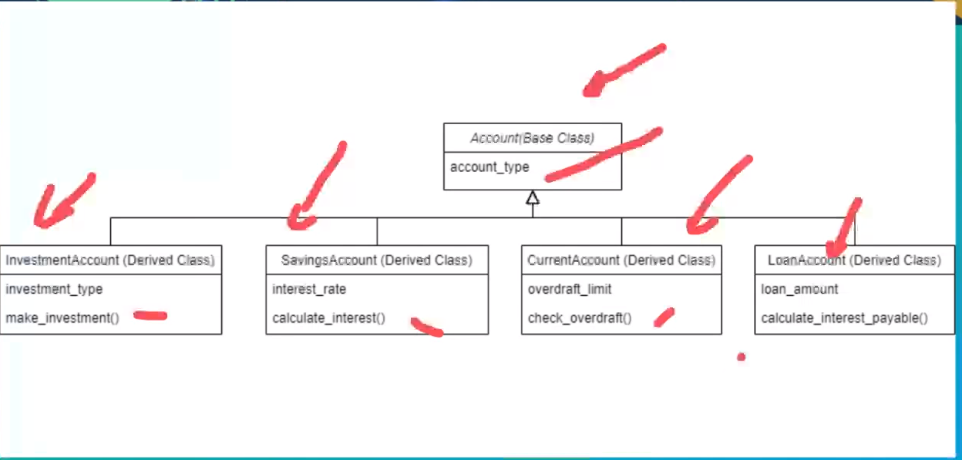 Account(Base Class)
account_type
InvestmentAccount (Derived Class)
investment_type
make_investment()
SavingsAccount (Derived Class)
interest_rate
calculate_interest()
CurrentAccount (Derived Class)
overdraft_limit
check_overdraft()
LoanAccount (Derived Class)
loan_amount
calculate_interest_payable()